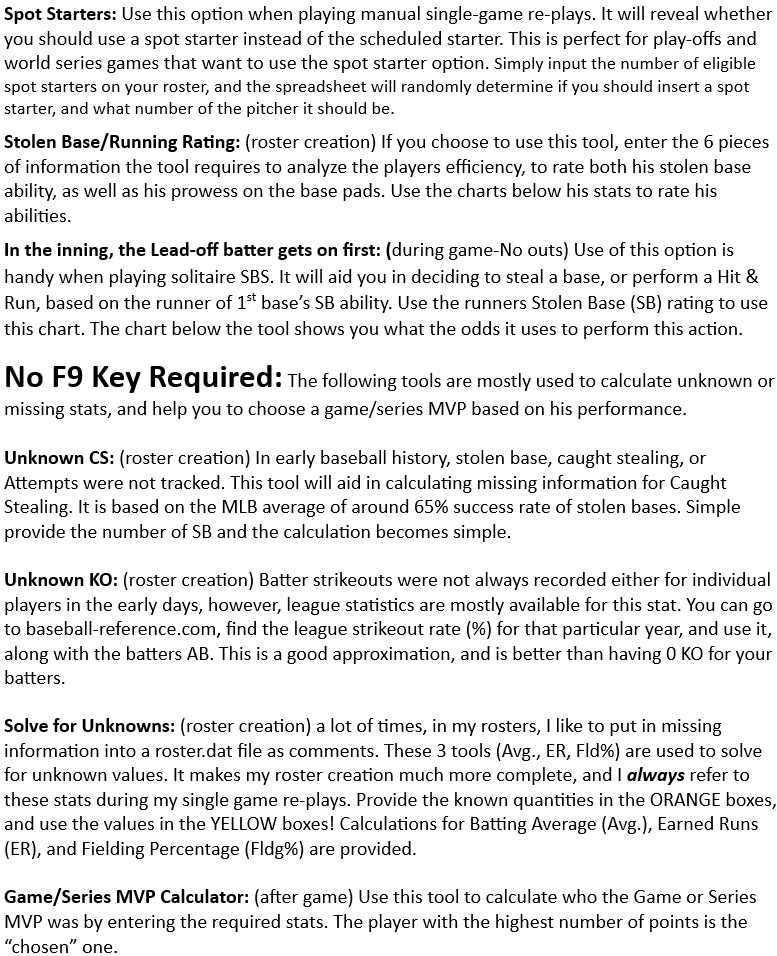 Spot Starters: Use this option when playing manual single-game re-plays. It will reveal whether
you should use a spot starter instead of the scheduled starter. This is perfect for play-offs and
world series games that want to use the spot starter option. Simply input the number of eligible
spot starters on your roster, and the spreadsheet will randomly determine if you should insert a spot
starter, and what number of the pitcher it should be.
Stolen Base/Running Rating: (roster creation) If you choose to use this tool, enter the 6 pieces
of information the tool requires to analyze the players efficiency, to rate both his stolen base
ability, as well as his prowess on the base pads. Use the charts below his stats to rate his
abilities.
In the inning, the Lead-off batter gets on first: (during game-No outs) Use of this option is
handy when playing solitaire SBS. It will aid you in deciding to steal a base, or perform a Hit &
Run, based on the runner of 1st base's SB ability. Use the runners Stolen Base (SB) rating to use
this chart. The chart below the tool shows you what the odds it uses to perform this action.
No F9 Key Required: The following tools are mostly used to calculate unknown or
missing stats, and help you to choose a game/series MVP based on his performance.
Unknown CS: (roster creation) In early baseball history, stolen base, caught stealing, or
Attempts were not tracked. This tool will aid in calculating missing information for Caught
Stealing. It is based on the MLB average of around 65% success rate of stolen bases. Simple
provide the number of SB and the calculation becomes simple.
Unknown KO: (roster creation) Batter strikeouts were not always recorded either for individual
players in the early days, however, league statistics are mostly available for this stat. You can go
to baseball-reference.com, find the league strikeout rate (%) for that particular year, and use it,
along with the batters AB. This is a good approximation, and is better than having 0 KO for your
batters.
Solve for Unknowns: (roster creation) a lot of times, in my rosters, I like to put in missing
information into a roster.dat file as comments. These 3 tools (Avg., ER, Fld%) are used to solve
for unknown values. It makes my roster creation much more complete, and I always refer to
these stats during my single game re-plays. Provide the known quantities in the ORANGE boxes,
and use the values in the YELLOW boxes! Calculations for Batting Average (Avg.), Earned Runs
(ER), and Fielding Percentage (Fldg%) are provided.
Game/Series MVP Calculator: (after game) Use this tool to calculate who the Game or Series
MVP was by entering the required stats. The player with the highest number of points is the
“chosen” one.